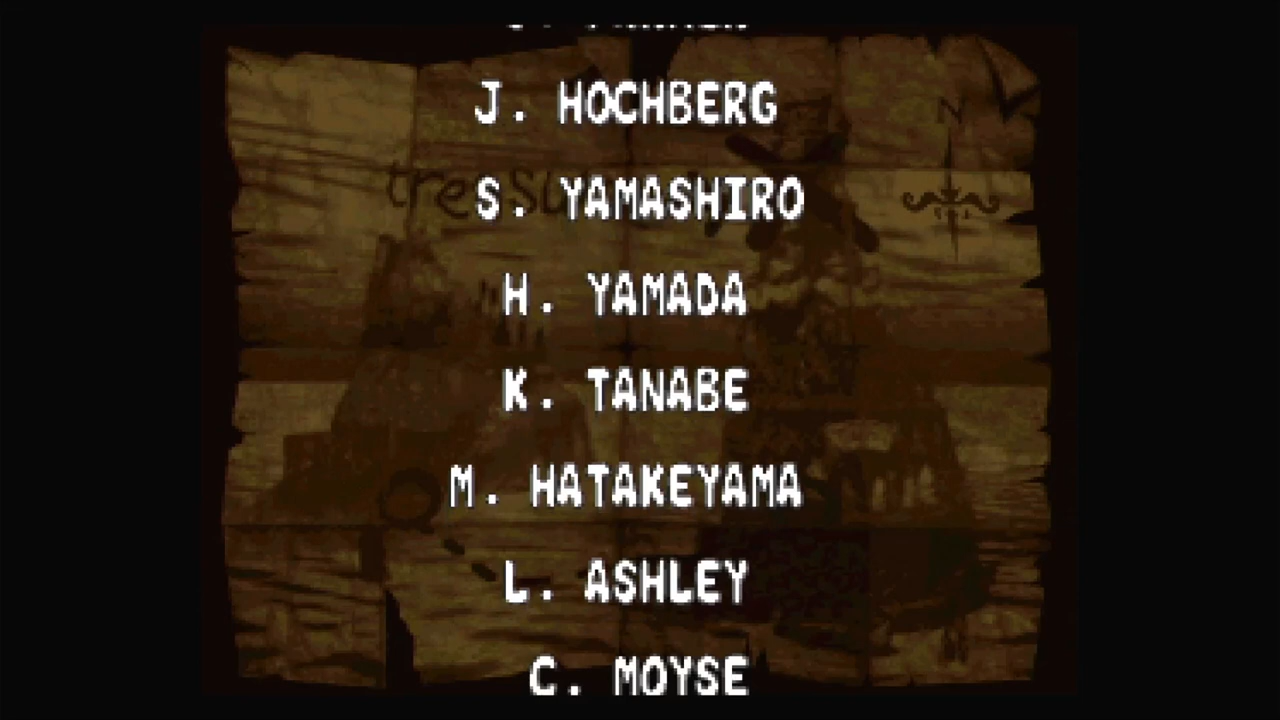 J. HOCHBERG
S. YAMASHIRO
H. YAMADA
K. TANABE
M. HATAKEYAMA
L. ASHLEY
C. MOYSE
N